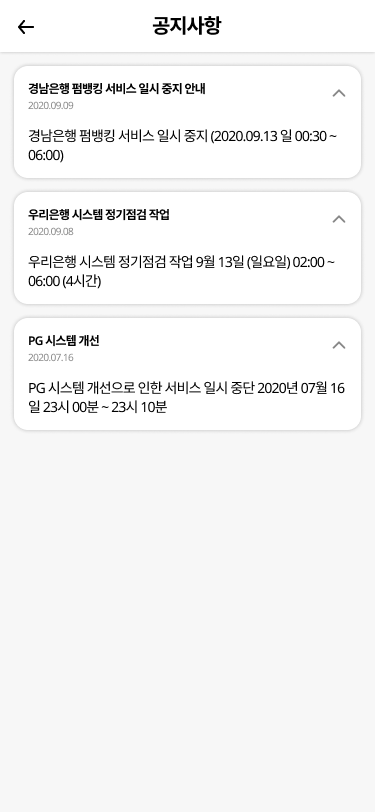 공지사항
경남은행 펌뱅킹 서비스 일시 중지 안내
2020.09.09
경남은행 펌뱅킹 서비스 일시 중지 (2020.09.13 일 00:30 ~
06:00)
우리은행 시스템 정기점검 작업
2020.09.08
우리은행 시스템 정기점검 작업 9월 13일 (일요일) 02:00 ~
06:00 (4시간)
PG 시스템 개선
2020.07.16
PG 시스템 개선으로 인한 서비스 일시 중단 2020년 07월 16
일 23시 00분 ~ 23시 10분